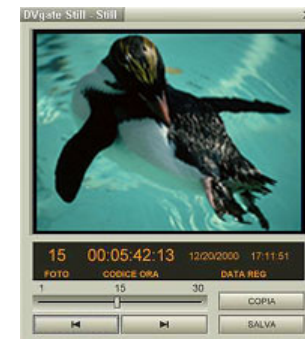 DVgate Still - Still
15 00:05:42:13 12/20/2000 17:11:51
FOTO CODICE ORA DATA REG
1 15 30
COPIA
SALVA